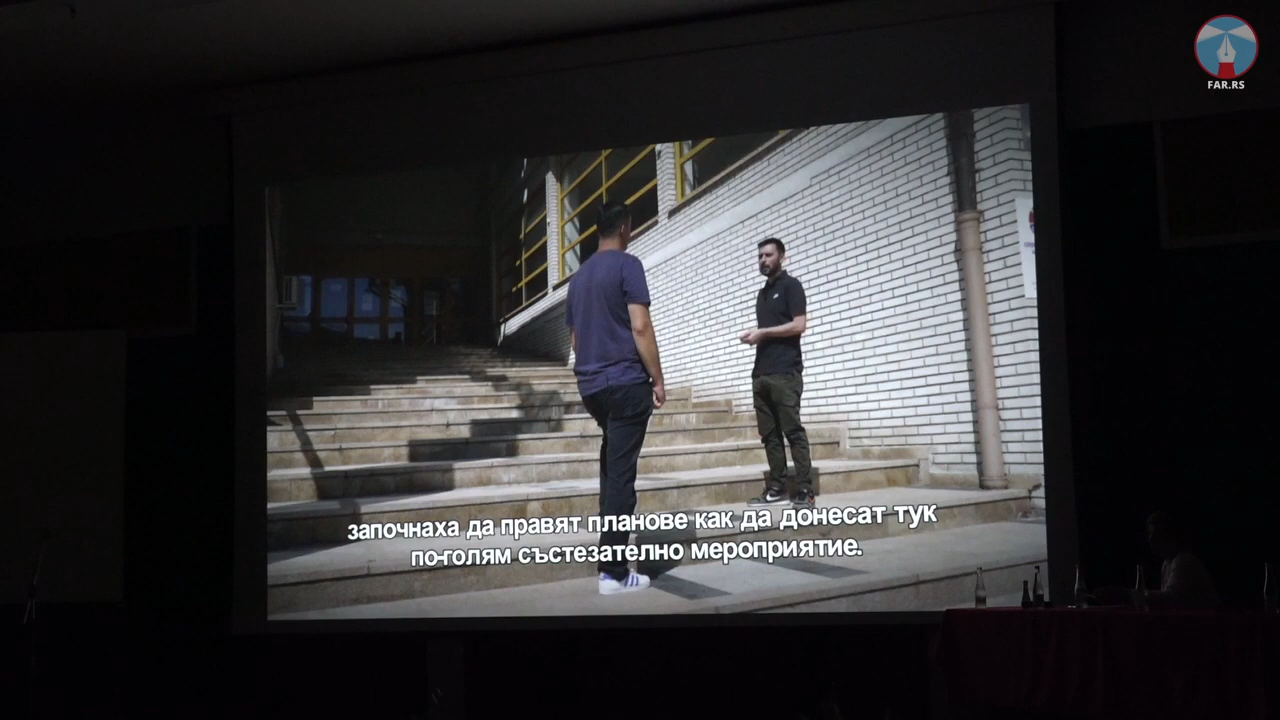 FAR.RS
започнаха да правят планове как да донесат тук
по-голям състезателно мероприятие.